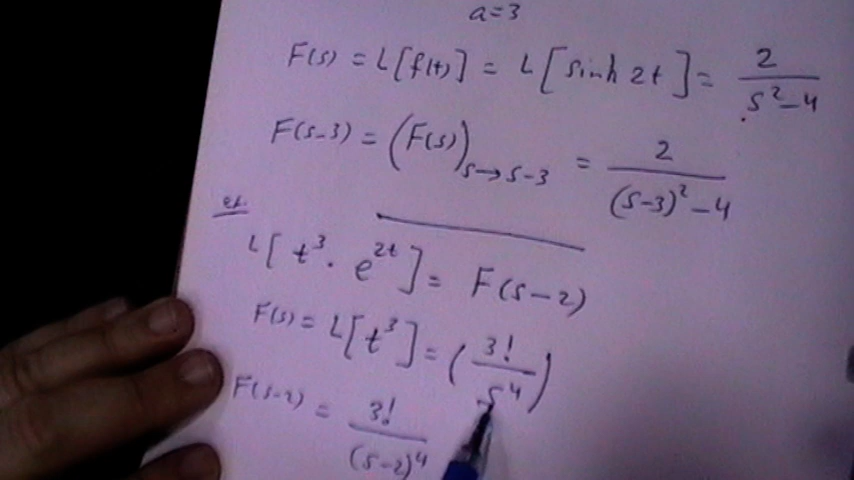 a=3
F(s) = L[f(t)] = L[sinh 2t] = 2/(s²-4)
F(s-3) = (F(s))s→s-3 = 2/((s-3)²-4)
ex.
L[t³. e²ᵗ] = F(s-2)
F(s) = L[t³] = (3!/s⁴)
F(s-2) = 3!/(s-2)⁴